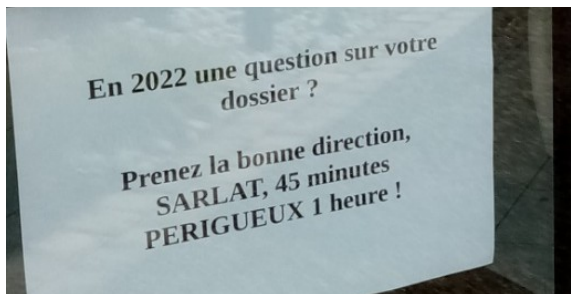 En 2022 une question sur votre
dossier ?
Prenez la bonne direction,
SARLAT, 45 minutes
PERIGUEUX 1 heure !